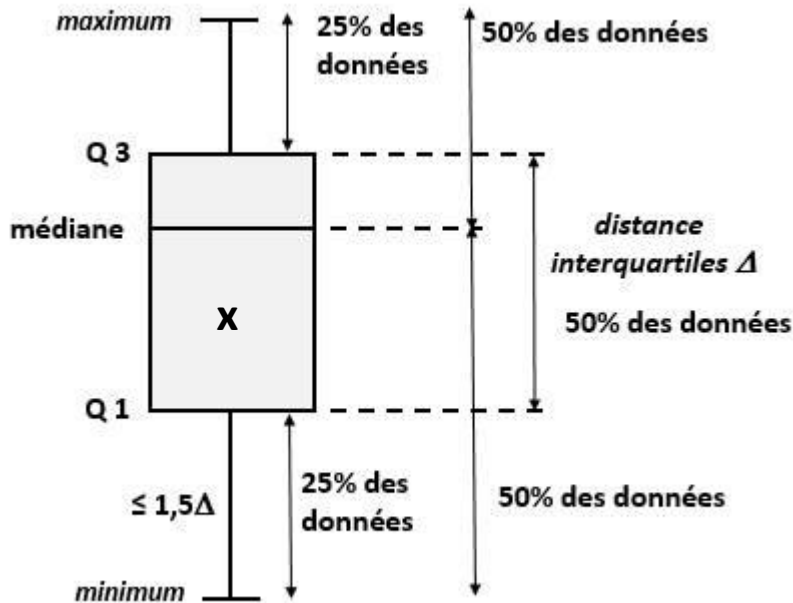 maximum
25% des
données
50% des données
Q 3
médiane
distance
interquartiles Δ
X
50% des données
Q 1
25% des
données
50% des données
≤ 1,5Δ
minimum